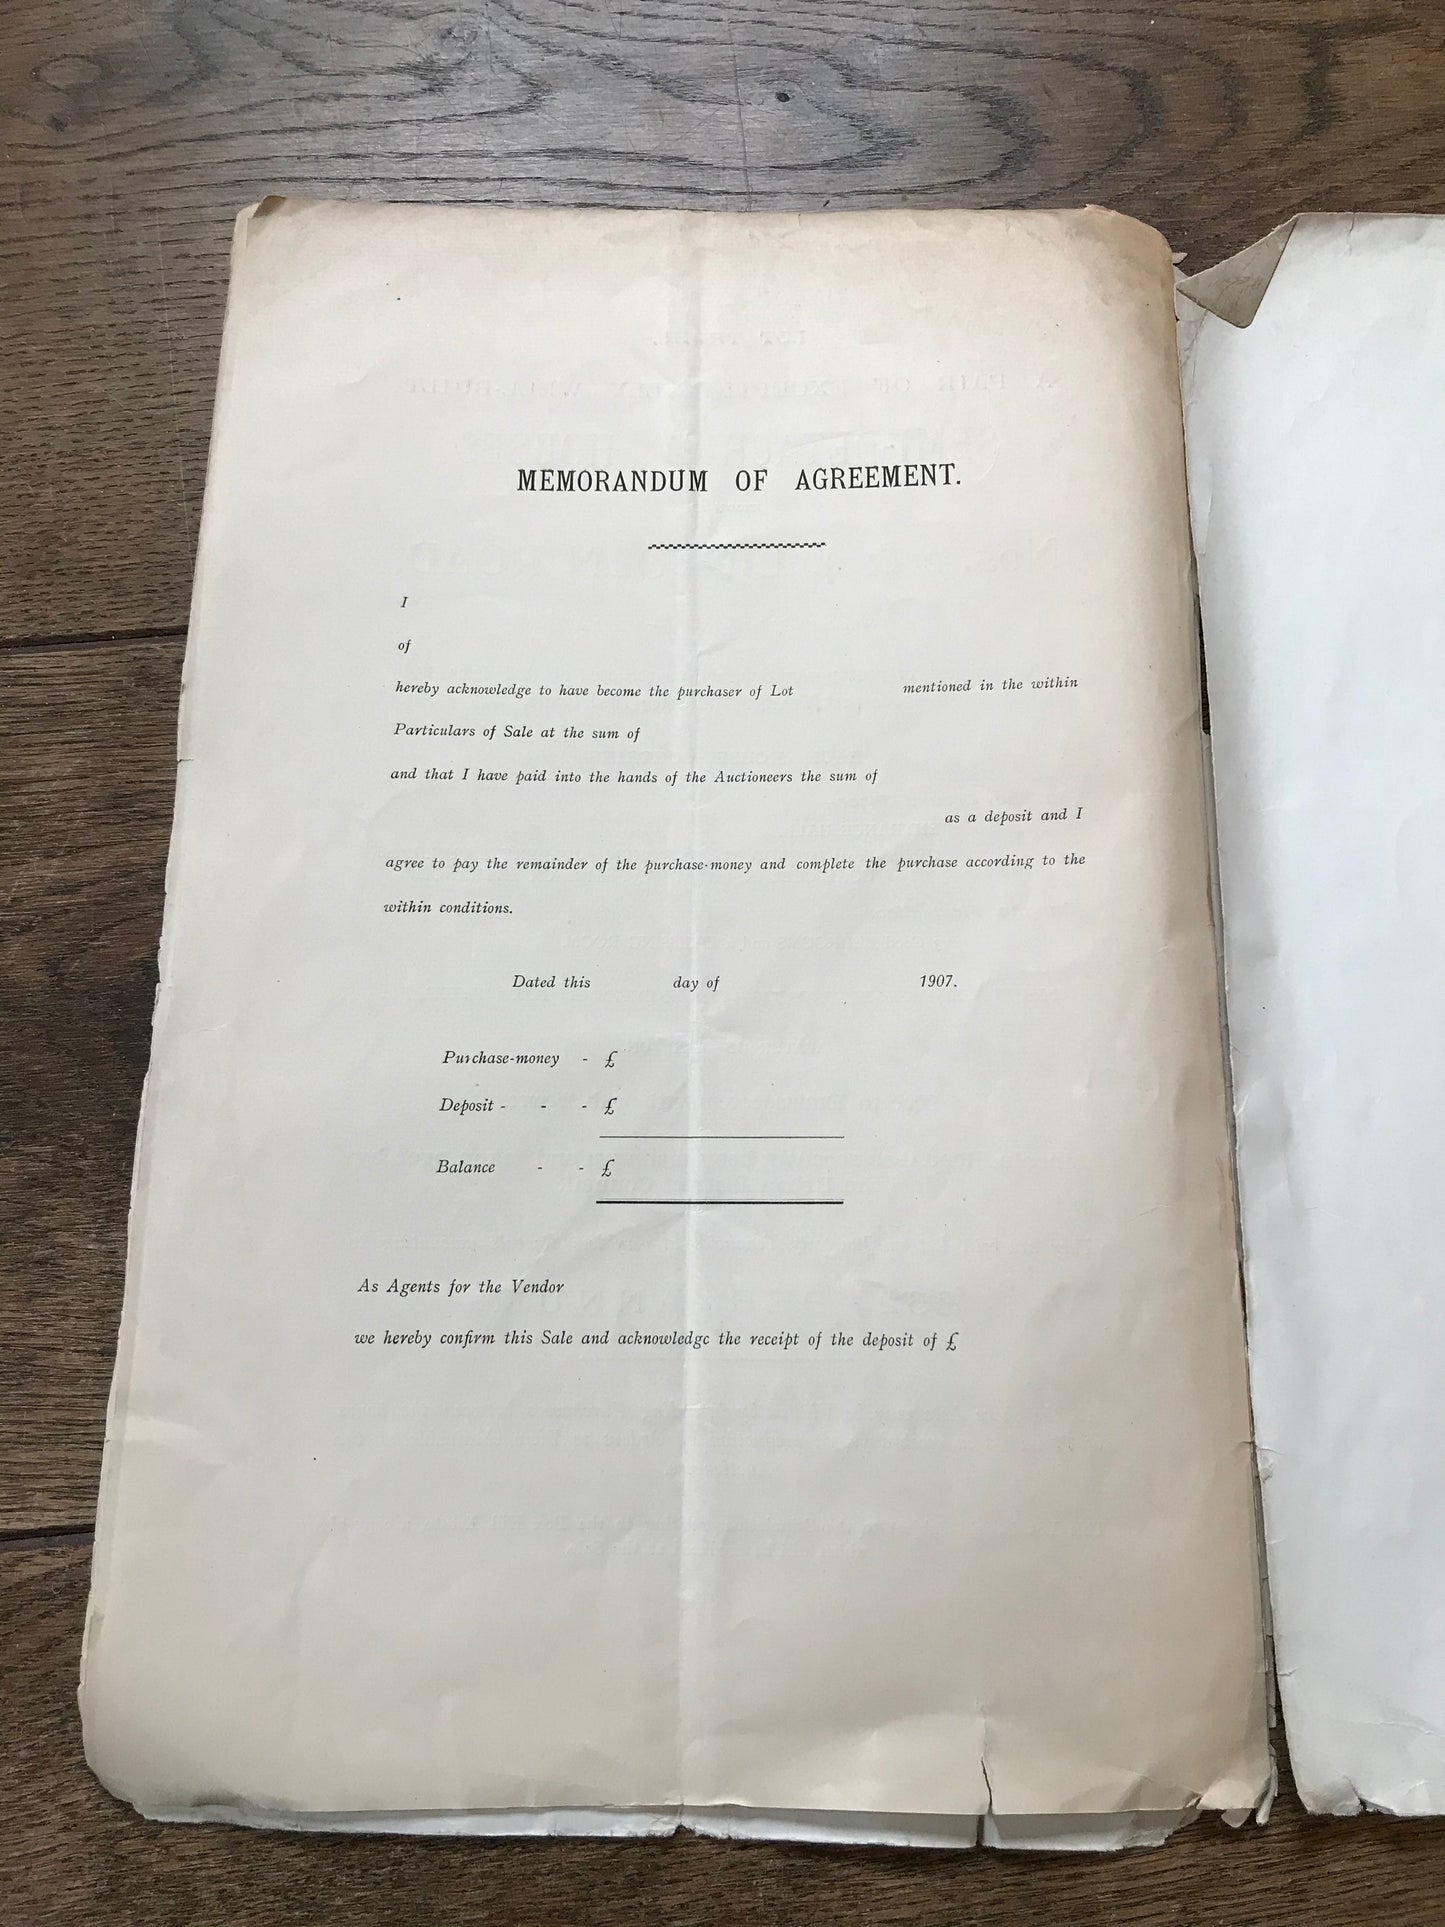 MEMORANDUM OF AGREEMENT.
I
of
hereby acknowledge to have become the purchaser of Lot mentioned in the within
Particulars of Sale at the sum of
and that I have paid into the hands of the Auctioneers the sum of
as a deposit and I
agree to pay the remainder of the purchase-money and complete the purchase according to the
within conditions.
Dated this day of 1907.
Purchase-money - £
Deposit - - - £
Balance - - £
As Agents for the Vendor
we hereby confirm this Sale and acknowledge the receipt of the deposit of £